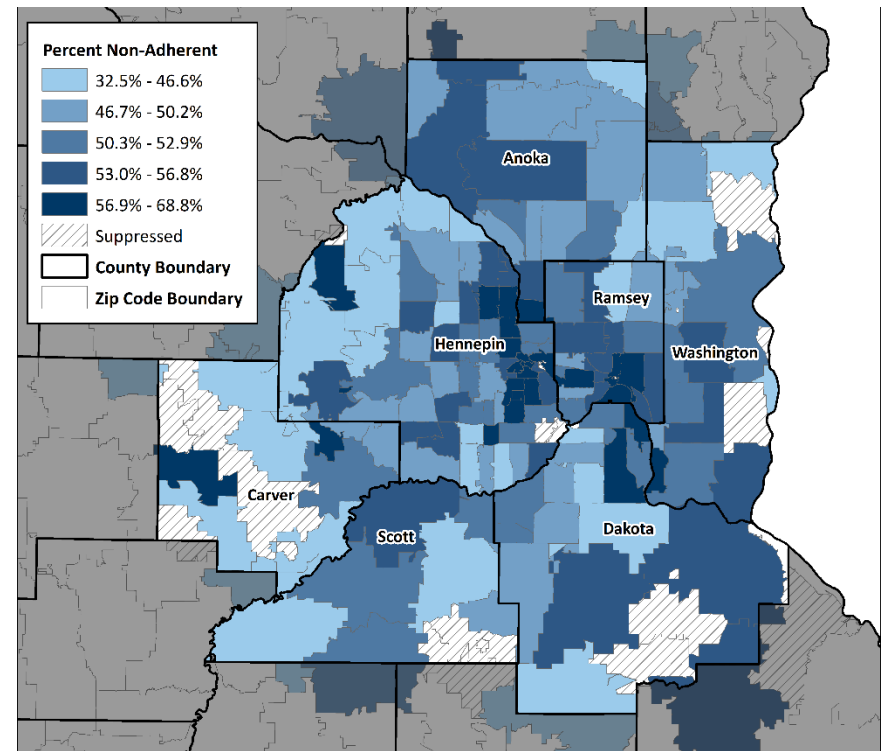 Percent Non-Adherent
32.5% - 46.6%
46.7% - 50.2%
50.3% - 52.9%
53.0% - 56.8%
56.9% - 68.8%
Suppressed
County Boundary
Zip Code Boundary
Anoka
Ramsey
Hennepin
Washington
Carver
Scott
Dakota